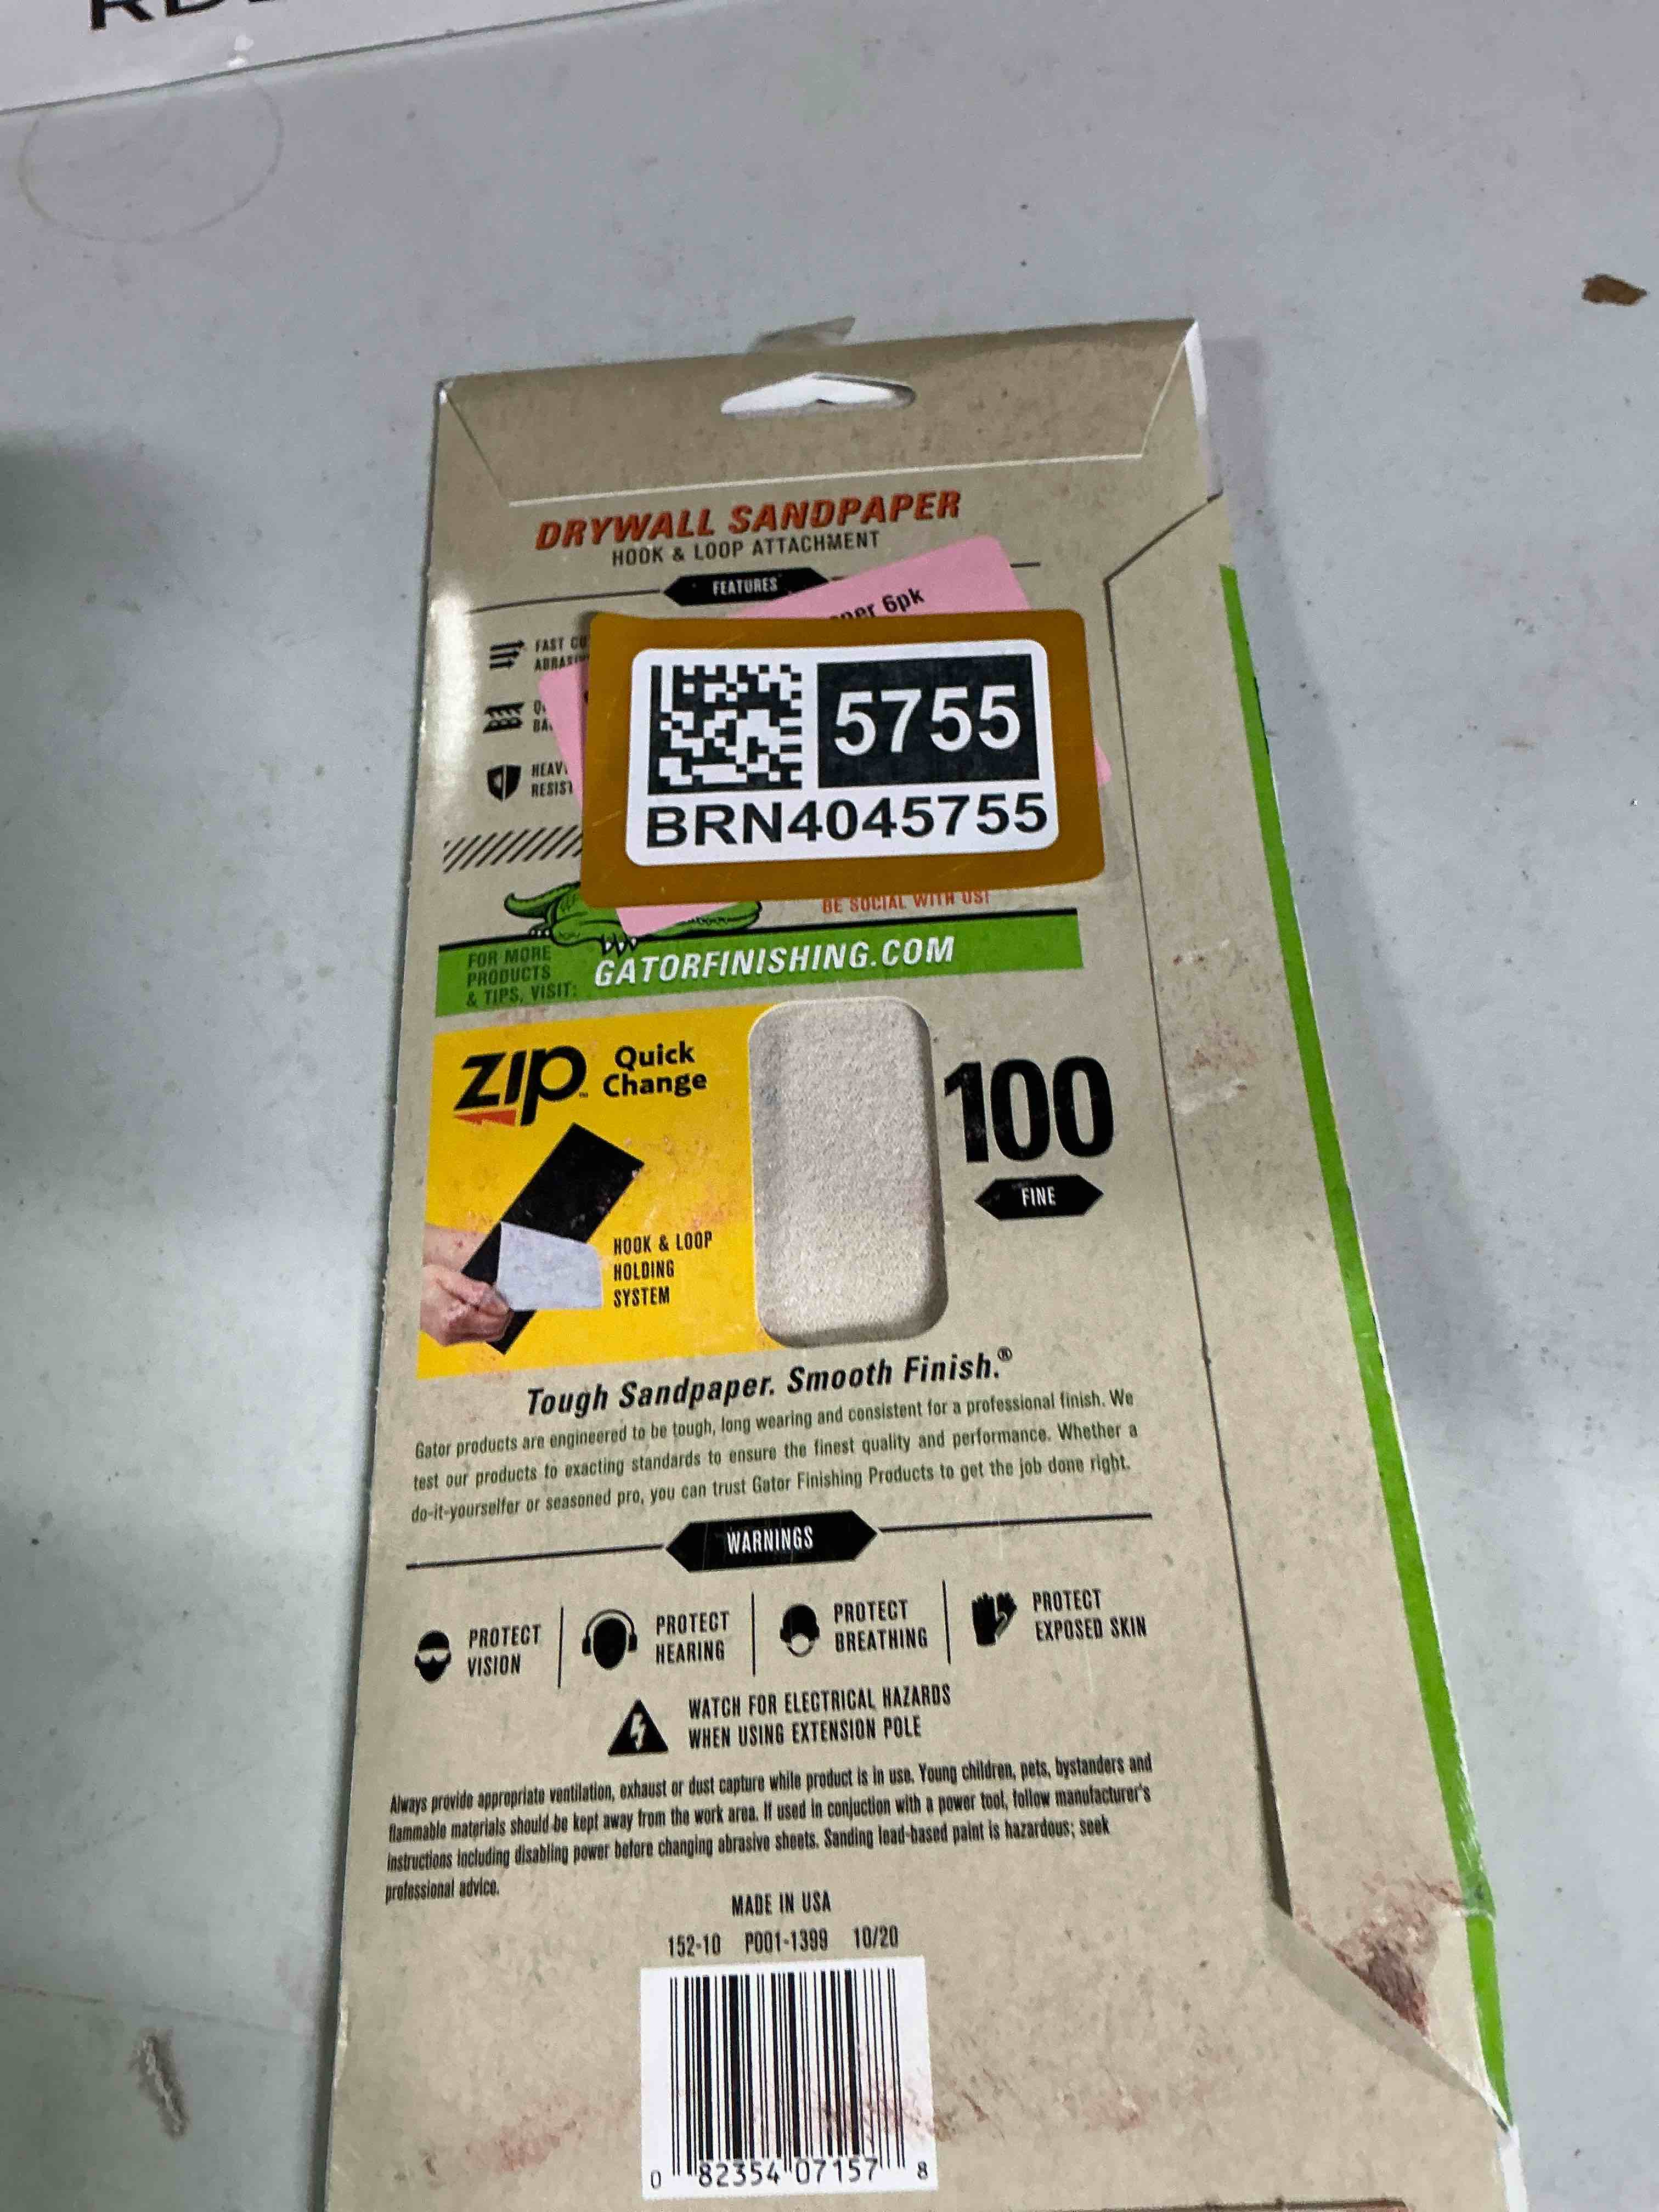 DRYWALL SANDPAPER
HOOK & LOOP ATTACHMENT
FEATURES
6pk
FAST
HEAV
RESIST
5755
BRN4045755
BE SOCIAL WITH US!
FOR MORE
PRODUCTS
& TIPS, VISIT:
GATORFINISHING.COM
ZIP™
Quick
Change
100
FINE
HOOK & LOOP
HOLDING
SYSTEM
Tough Sandpaper. Smooth Finish.®
Gator products are engineered to be tough, long wearing and consistent for a professional finish. We
test our products to exacting standards to ensure the finest quality and performance. Whether a
do-it-yourselfer or seasoned pro, you can trust Gator Finishing Products to get the job done right.
WARNINGS
PROTECT
VISION
PROTECT
HEARING
PROTECT
BREATHING
PROTECT
EXPOSED SKIN
WATCH FOR ELECTRICAL HAZARDS
WHEN USING EXTENSION POLE
Always provide appropriate ventilation, exhaust or dust capture while product is in use. Young children, pets, bystanders and
flammable materials should be kept away from the work area. If used in conjuction with a power tool, follow manufacturer's
instructions including disabling power before changing abrasive sheets. Sanding lead-based paint is hazardous; seek
professional advice.
MADE IN USA
152-10 P001-1399 10/20
0 82354 07157 8